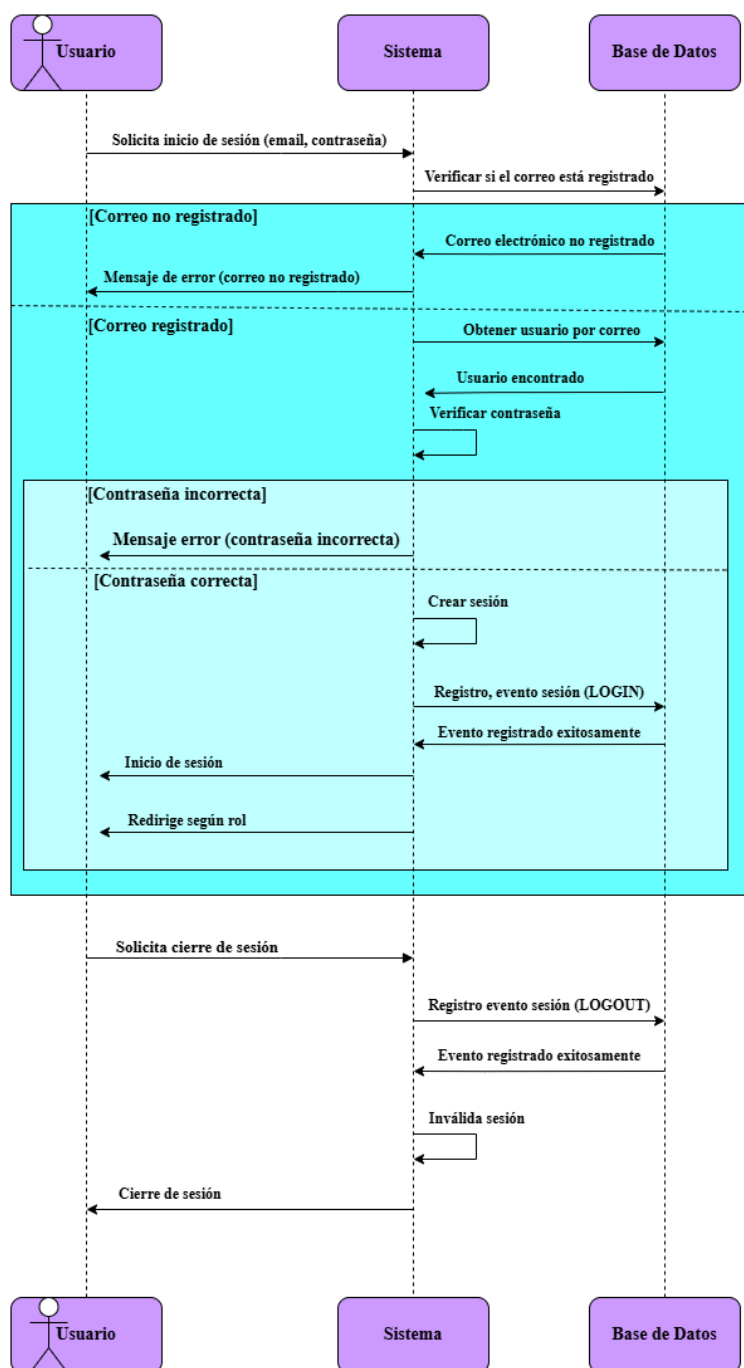 Usuario
Sistema
Base de Datos
Solicita inicio de sesión (email, contraseña)
Verificar si el correo está registrado
[Correo no registrado]
Correo electrónico no registrado
Mensaje de error (correo no registrado)
[Correo registrado]
Obtener usuario por correo
Usuario encontrado
Verificar contraseña
[Contraseña incorrecta]
Mensaje error (contraseña incorrecta)
[Contraseña correcta]
Crear sesión
Registro, evento sesión (LOGIN)
Evento registrado exitosamente
Inicio de sesión
Redirige según rol
Solicita cierre de sesión
Registro evento sesión (LOGOUT)
Evento registrado exitosamente
Inválida sesión
Cierre de sesión
Usuario
Sistema
Base de Datos